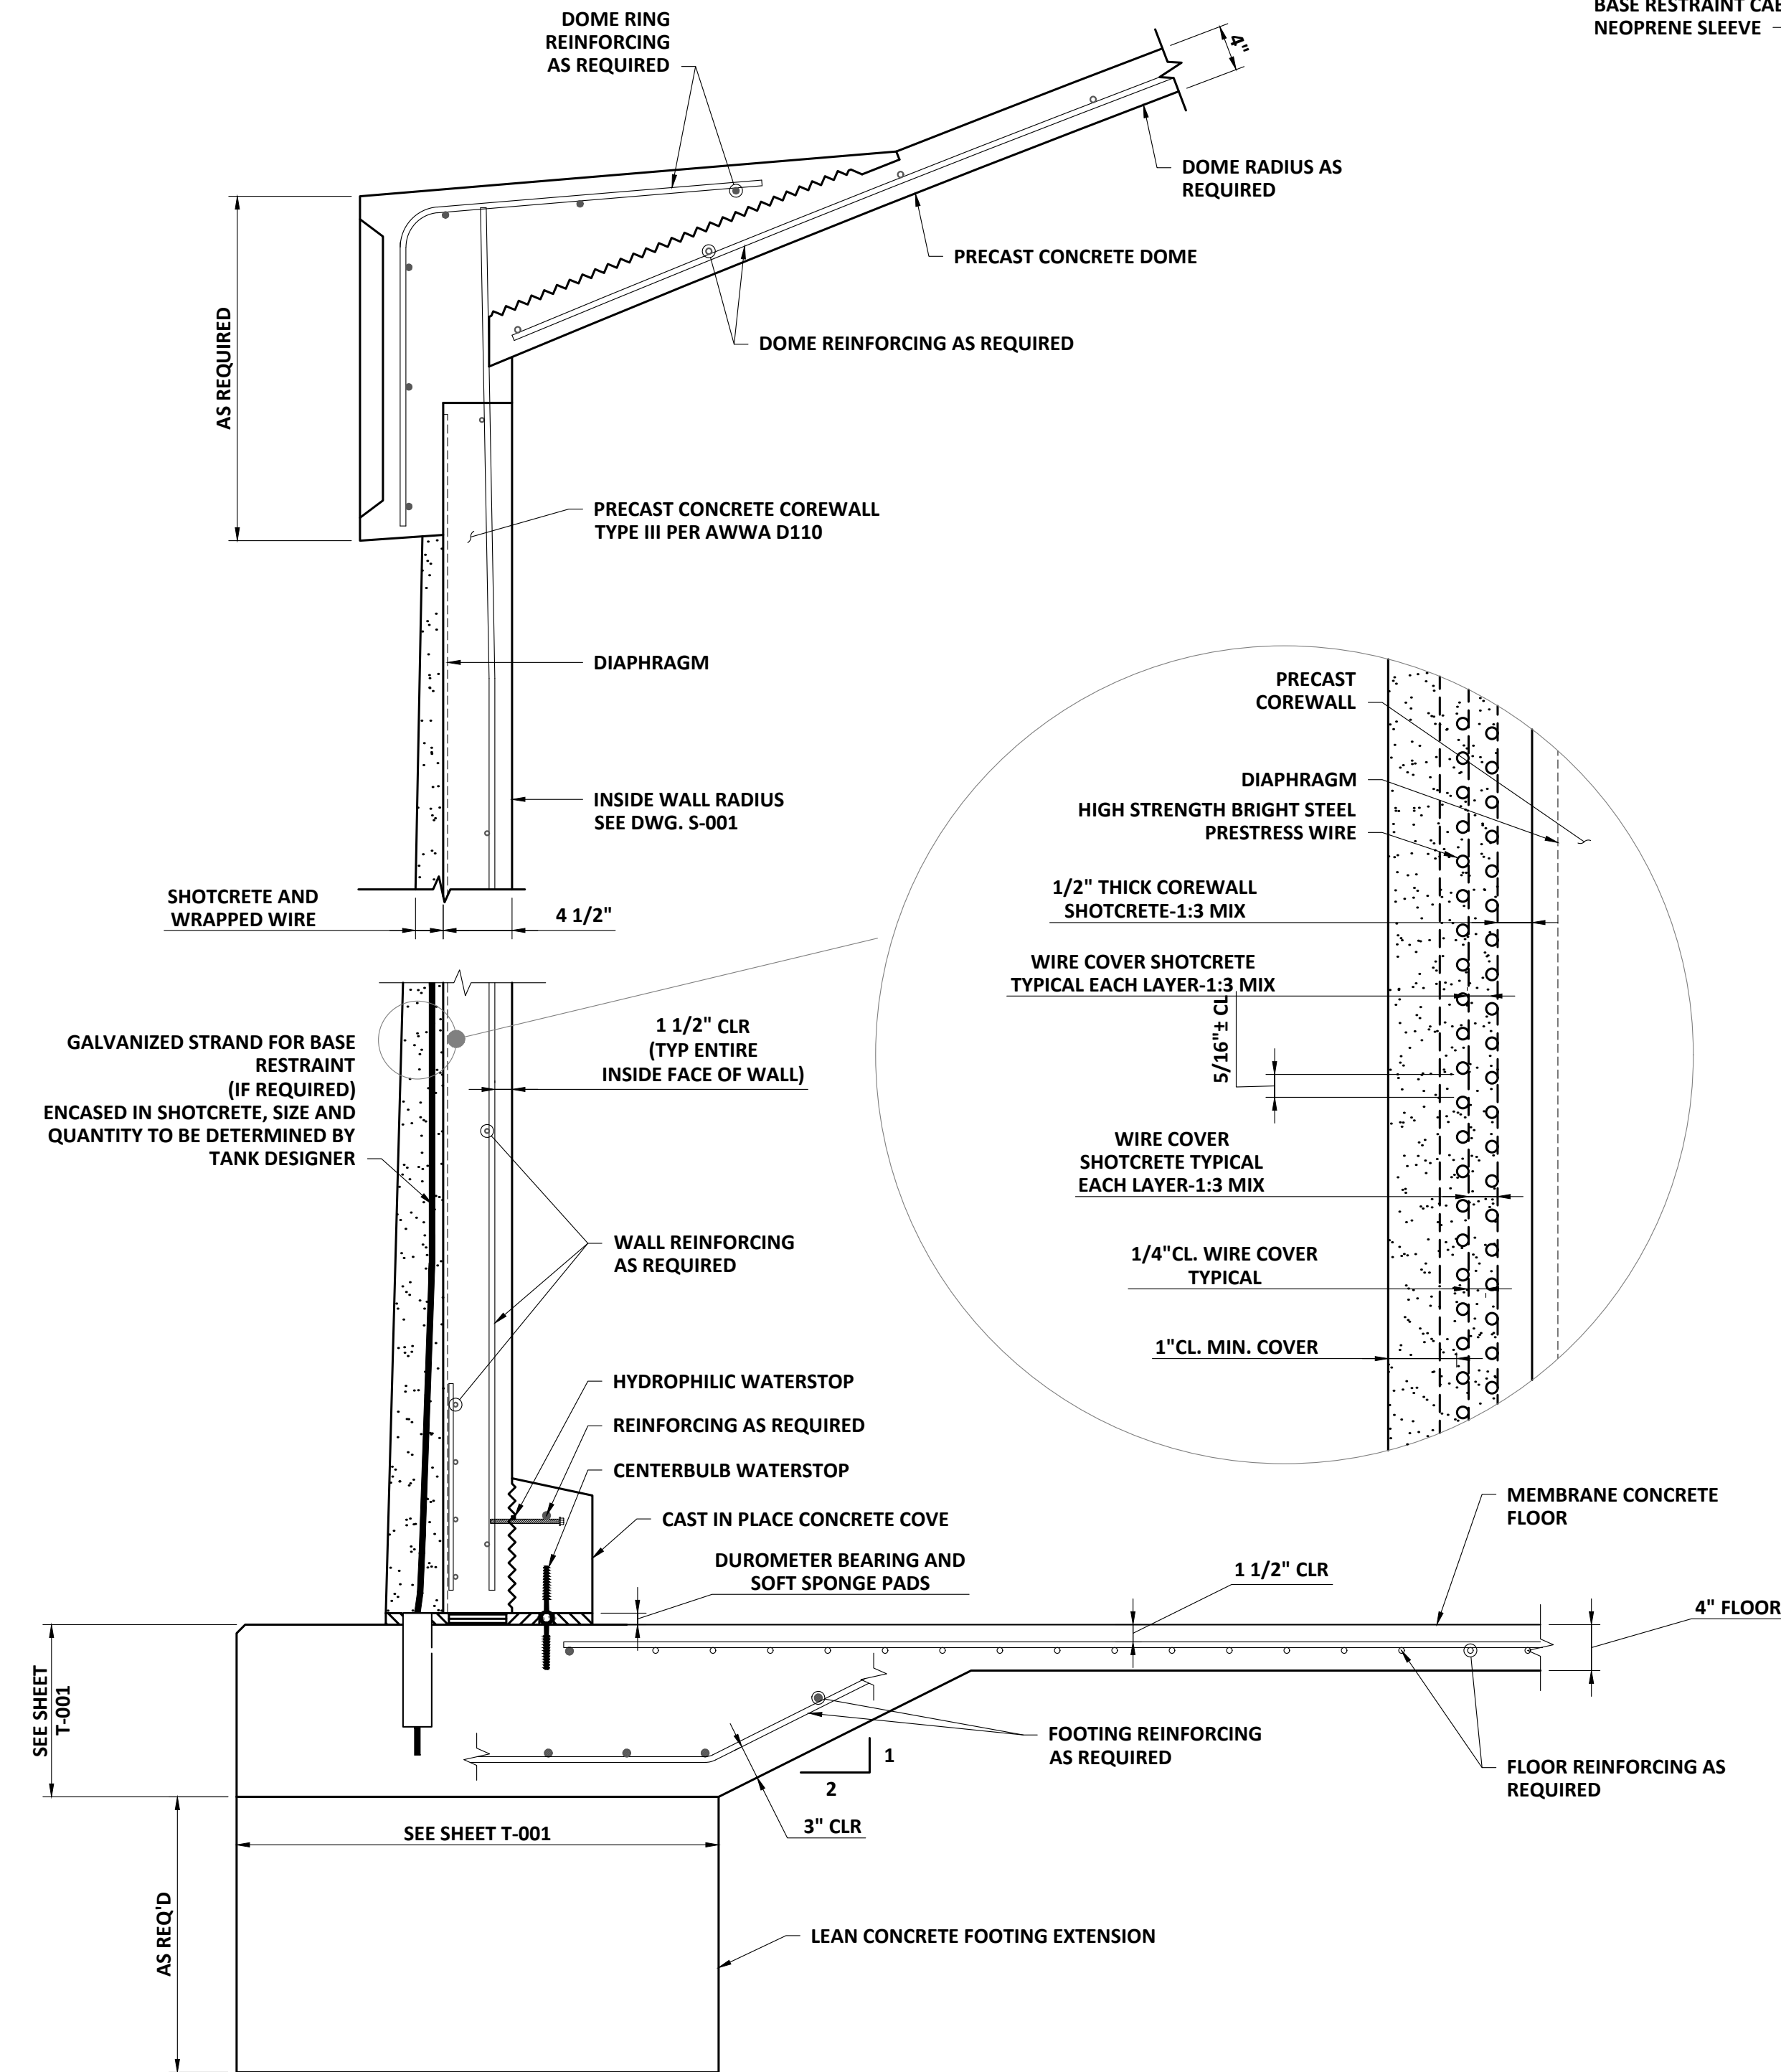 DOME RING
REINFORCING
AS REQUIRED
BASE RESTRAINT
NEOPRENE SLEEVE
4"
DOME RADIUS AS
REQUIRED
PRECAST CONCRETE DOME
DOME REINFORCING AS REQUIRED
AS REQUIRED
PRECAST CONCRETE COREWALL
TYPE III PER AWWA D110
DIAPHRAGM
INSIDE WALL RADIUS
SEE DWG. S-001
SHOTCRETE AND
WRAPPED WIRE
4 1/2"
PRECAST
COREWALL
DIAPHRAGM
HIGH STRENGTH BRIGHT STEEL
PRESTRESS WIRE
1/2" THICK COREWALL
SHOTCRETE-1:3 MIX
WIRE COVER SHOTCRETE
TYPICAL EACH LAYER-1:3 MIX
5/16"± CL
WIRE COVER
SHOTCRETE TYPICAL
EACH LAYER-1:3 MIX
1/4"CL. WIRE COVER
TYPICAL
1"CL. MIN. COVER
GALVANIZED STRAND FOR BASE
RESTRAINT
(IF REQUIRED)
ENCASED IN SHOTCRETE, SIZE AND
QUANTITY TO BE DETERMINED BY
TANK DESIGNER
1 1/2" CLR
(TYP ENTIRE
INSIDE FACE OF WALL)
WALL REINFORCING
AS REQUIRED
HYDROPHILIC WATERSTOP
REINFORCING AS REQUIRED
CENTERBULB WATERSTOP
CAST IN PLACE CONCRETE COVE
DUROMETER BEARING AND
SOFT SPONGE PADS
MEMBRANE CONCRETE
FLOOR
1 1/2" CLR
4" FLOOR
SEE SHEET
T-001
FOOTING REINFORCING
AS REQUIRED
1
2
3" CLR
FLOOR REINFORCING AS
REQUIRED
SEE SHEET T-001
AS REQ'D
LEAN CONCRETE FOOTING EXTENSION